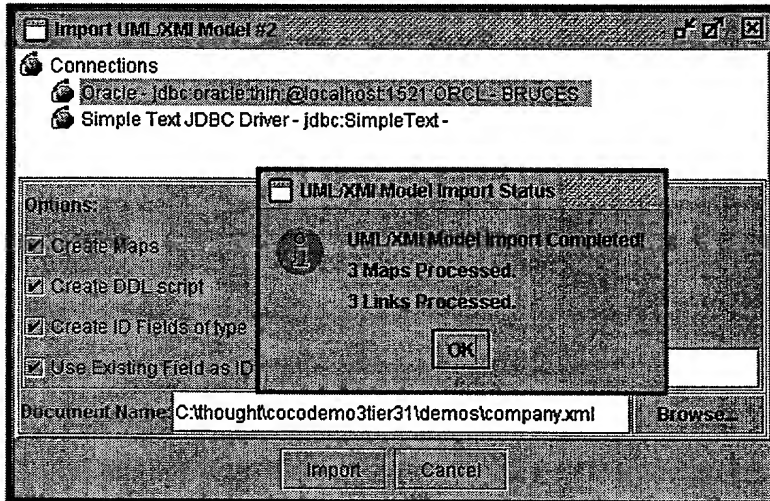 Import UML/XMI Model #2
Connections
Oracle - jdbc:oracle:thin:@localhost:1521:ORCL - BRUCES
Simple Text JDBC Driver - jdbc:SimpleText -
Options:
Create Maps
Create DDL script
Create ID Fields of type
Use Existing Field as ID
UML/XMI Model Import Status
UML/XMI Model Import Completed!
3 Maps Processed.
3 Links Processed.
OK
Document Name: C:\thought\cocodemo3tier31\demos\company.xml Browse...
Import Cancel